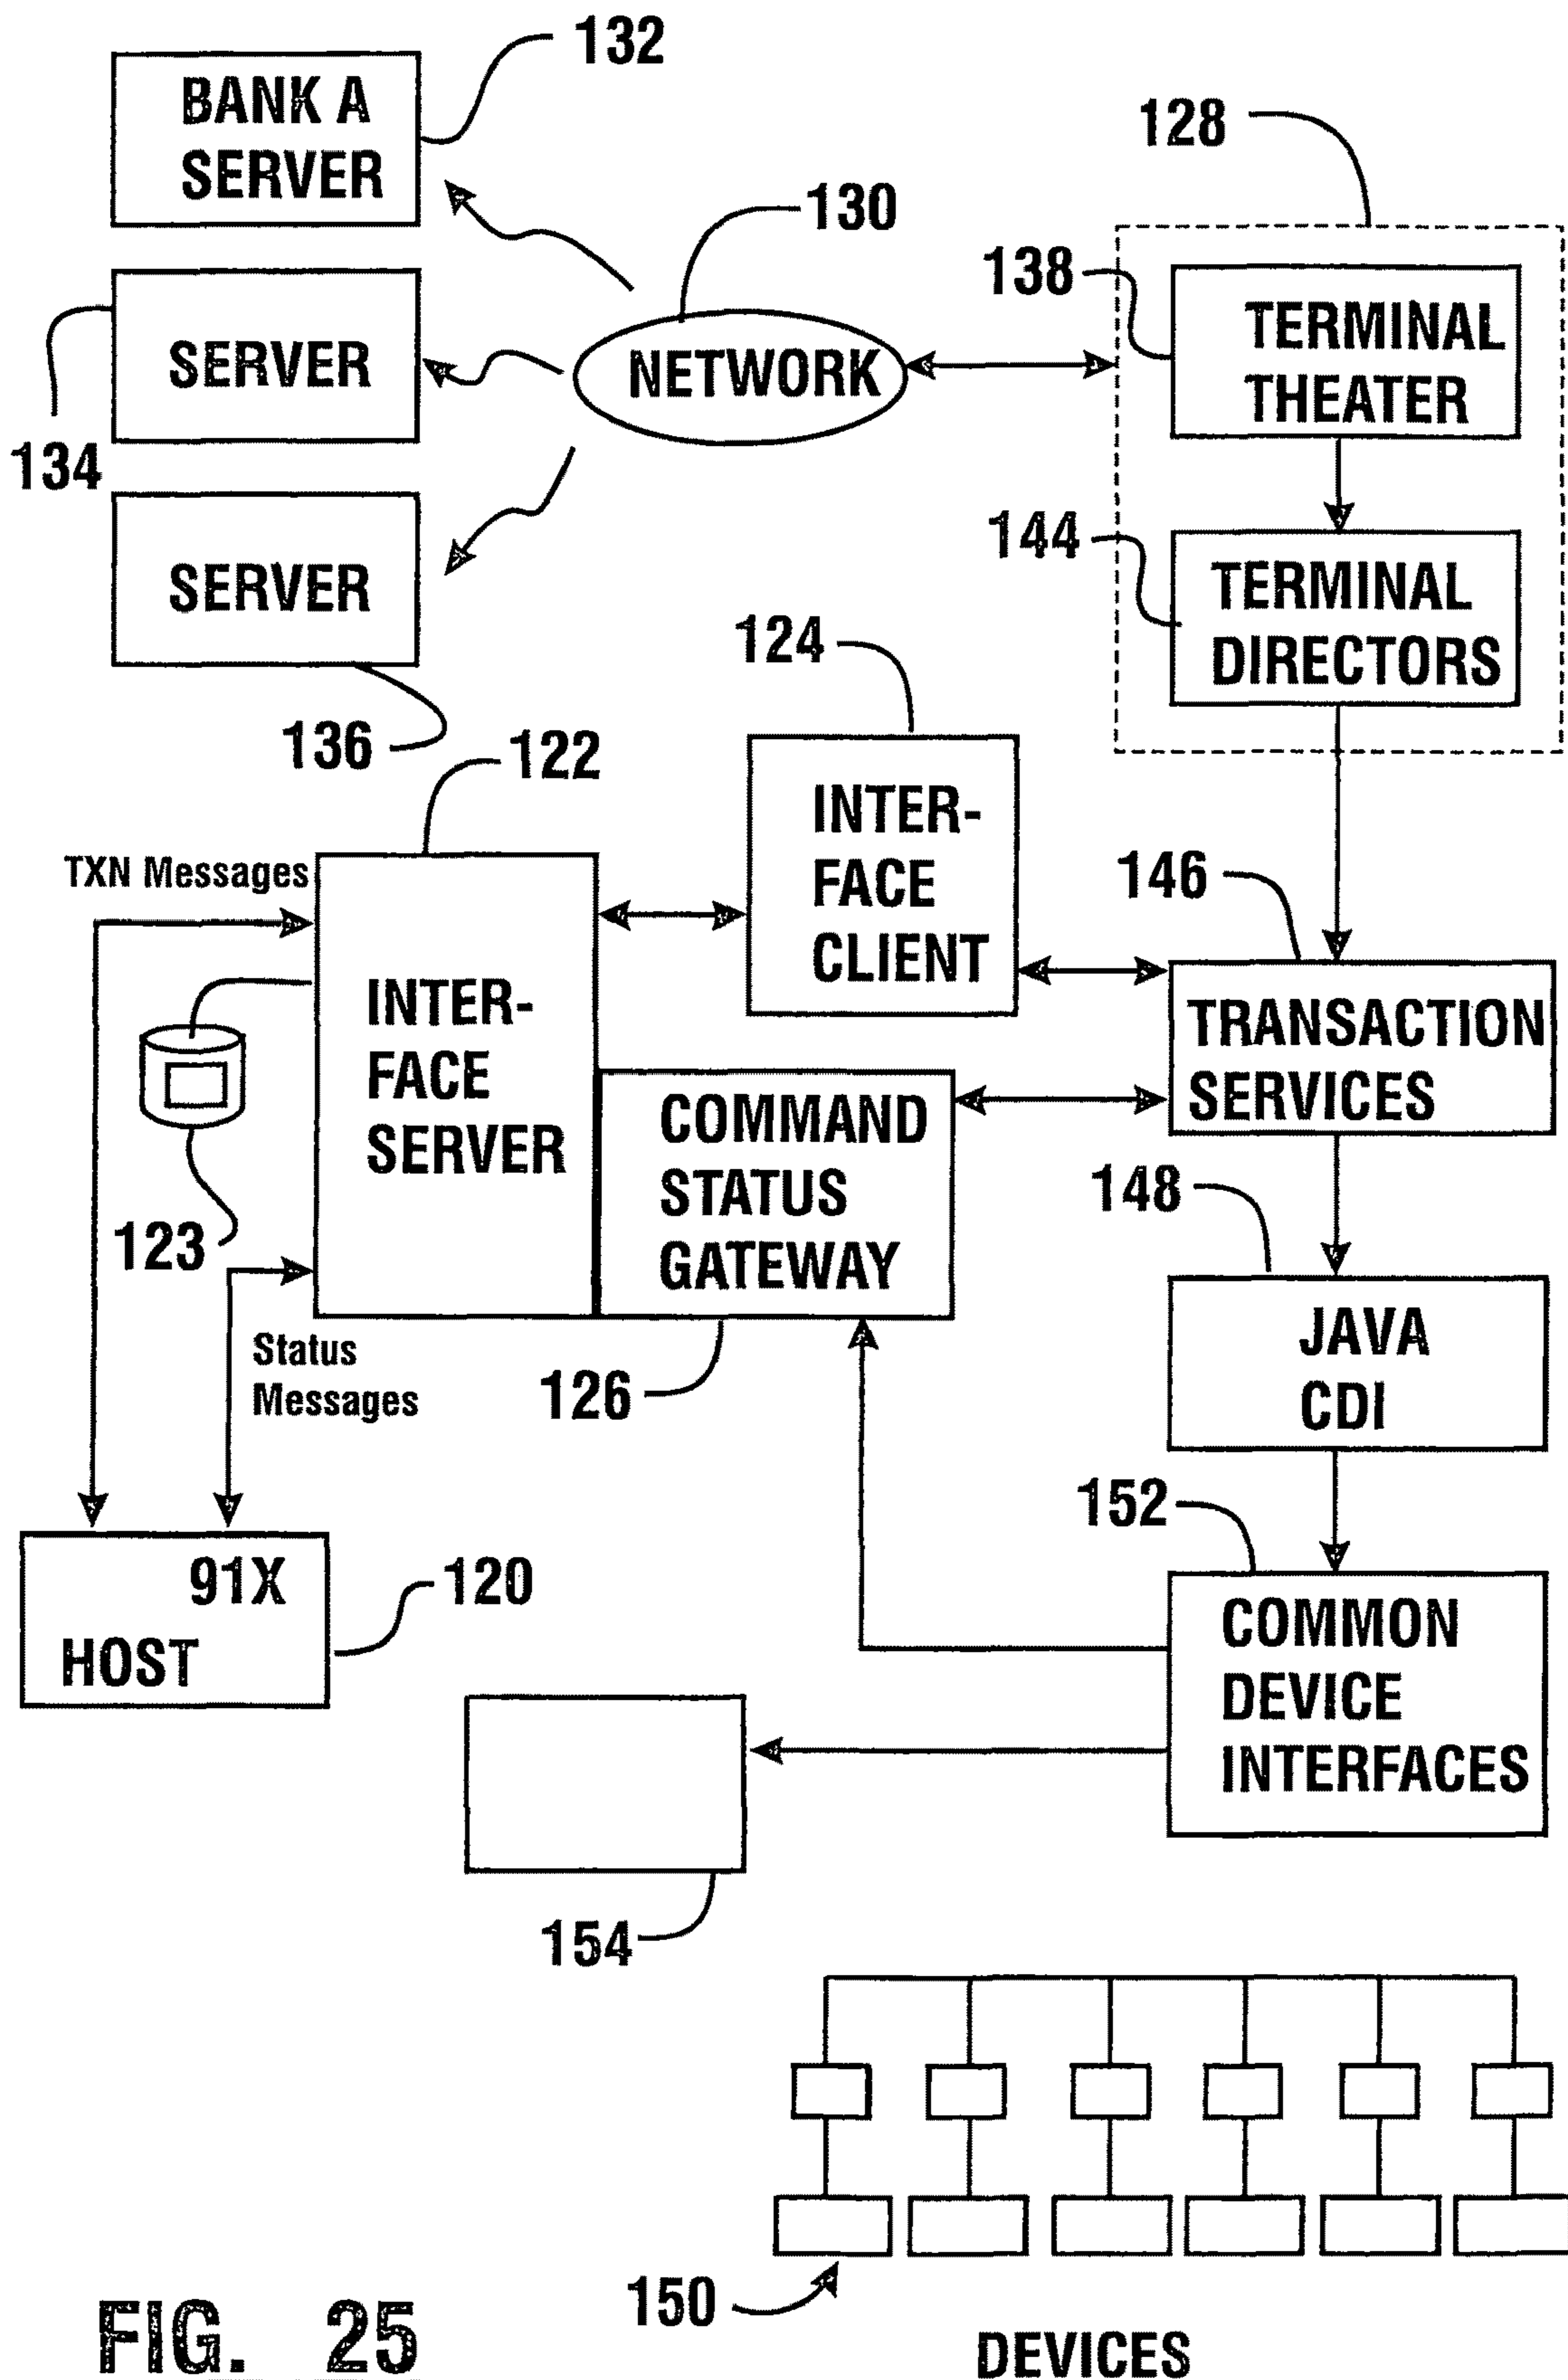 132
BANK A
SERVER
128
130
138
TERMINAL
THEATER
SERVER
NETWORK
134
144
TERMINAL
DIRECTORS
SERVER
124
136
122
INTER-
FACE
CLIENT
TXN Messages
146
INTER-
FACE
SERVER
TRANSACTION
SERVICES
COMMAND
STATUS
GATEWAY
123
148
Status
Messages
126
JAVA
CDI
152
91X
HOST
120
COMMON
DEVICE
INTERFACES
154
150
DEVICES
FIG. 25